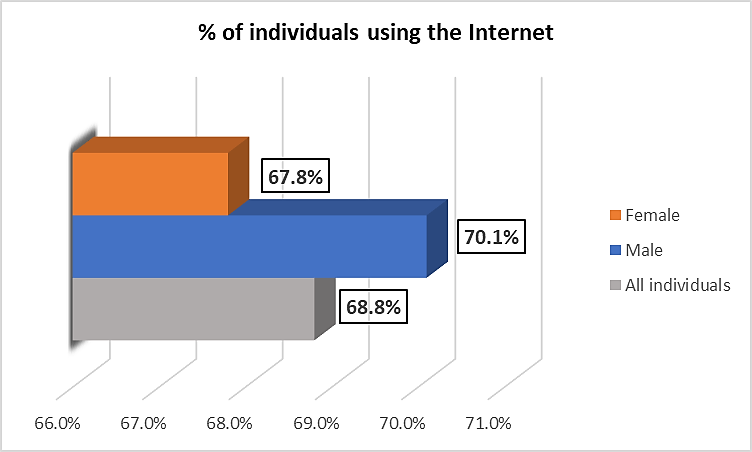 % of individuals using the Internet
67.8%
70.1%
68.8%
Female
Male
All individuals
66.0% 67.0% 68.0% 69.0% 70.0% 71.0%